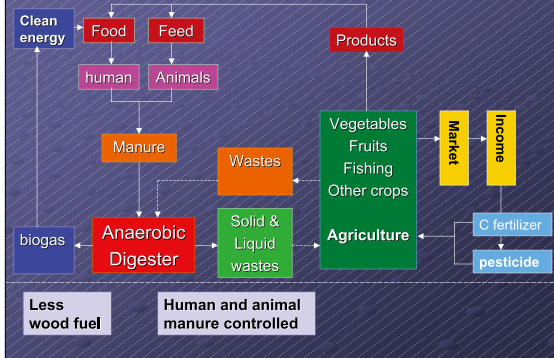 Clean
energy
Food
Feed
Products
human
Animals
Manure
Wastes
Vegetables
Fruits
Fishing
Other crops
Agriculture
Market
Income
biogas
Anaerobic
Digester
Solid &
Liquid
wastes
C fertilizer
pesticide
Less
wood fuel
Human and animal
manure controlled